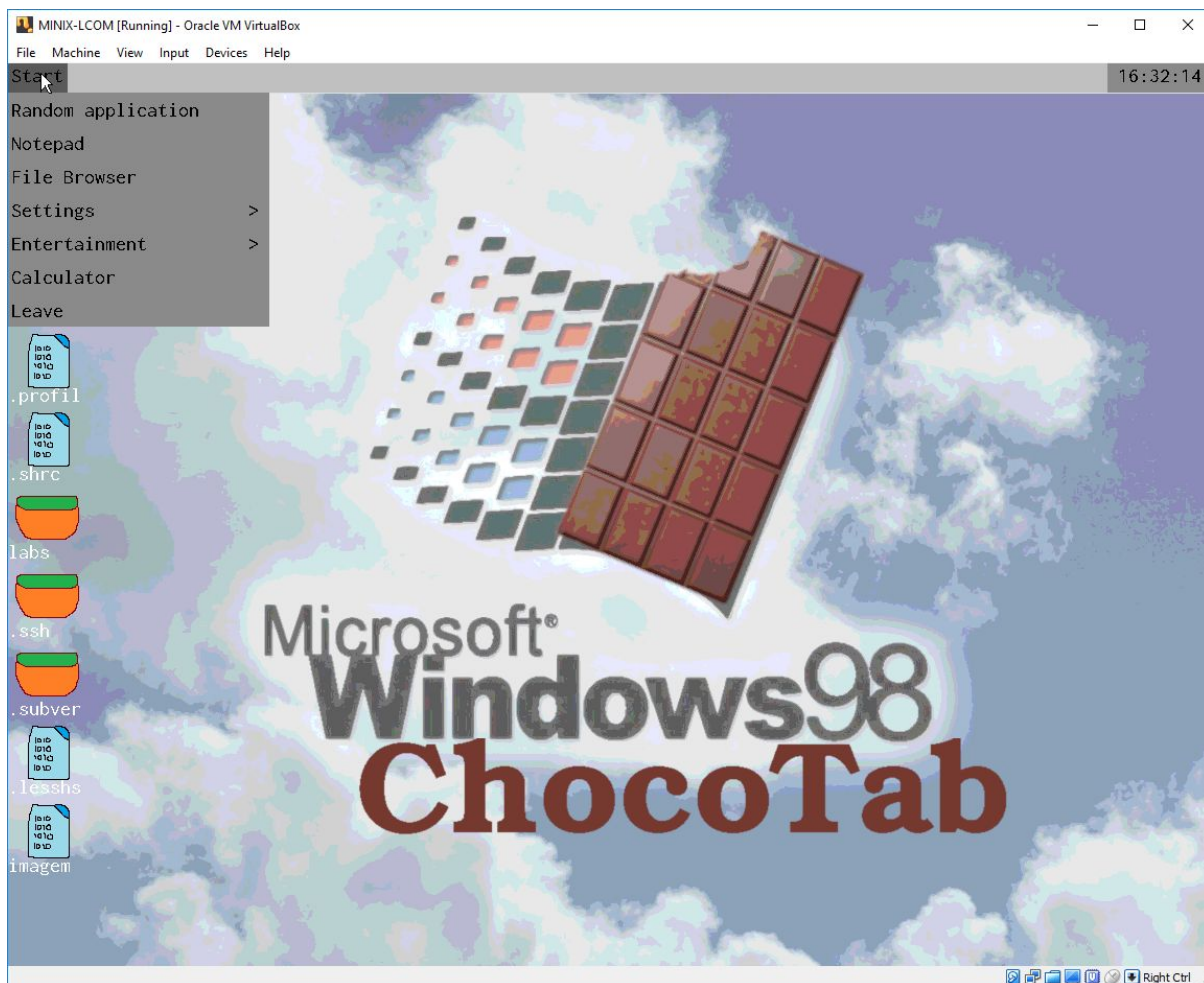 MINIX-LCOM [Running] - Oracle VM VirtualBox
File Machine View Input Devices Help
Start 16:32:14
Random application
Notepad
File Browser
Settings >
Entertainment >
Calculator
Leave
.profil
.shrc
labs
.ssh
.subver
.lesshs
imagem
Microsoft®
Windows98
ChocoTab
Right Ctrl